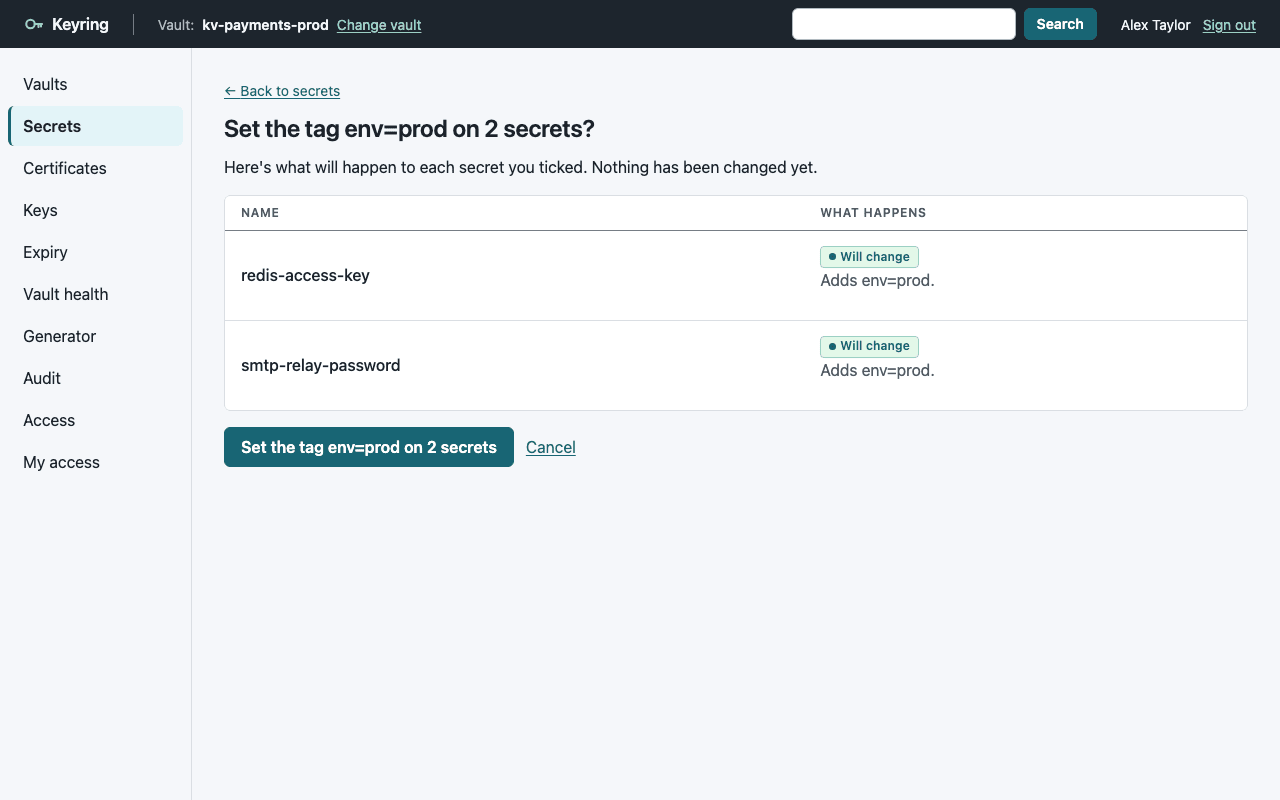 Keyring
Vault: kv-payments-prod Change vault
Search
Alex Taylor
Sign out
Vaults
Secrets
Certificates
Keys
Expiry
Vault health
Generator
Audit
Access
My access
← Back to secrets
Set the tag env=prod on 2 secrets?
Here's what will happen to each secret you ticked. Nothing has been changed yet.
NAME WHAT HAPPENS
redis-access-key
Will change
Adds env=prod.
smtp-relay-password
Will change
Adds env=prod.
Set the tag env=prod on 2 secrets
Cancel